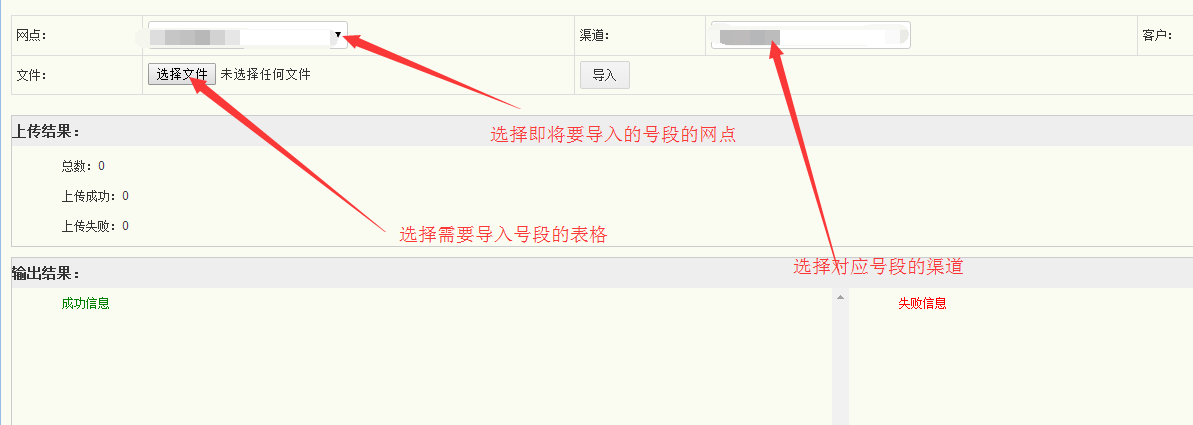 网点：
渠道：
客户：
文件：
选择文件 未选择任何文件
导入
上传结果：
选择即将要导入的号段的网点
总数：0
上传成功：0
上传失败：0
选择需要导入号段的表格
选择对应号段的渠道
输出结果：
成功信息
失败信息